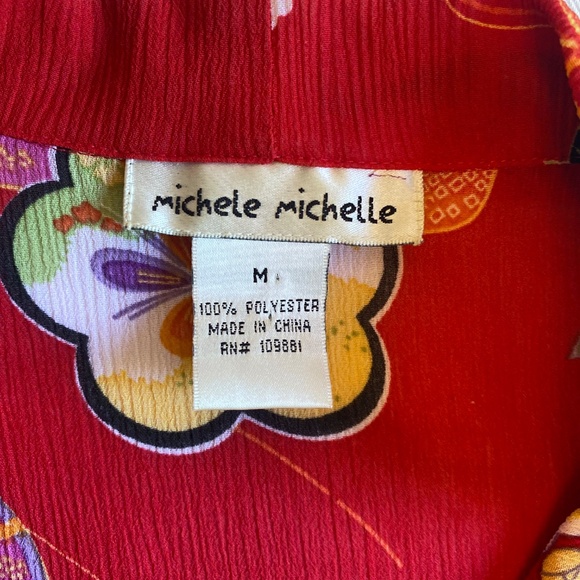 michele michelle
M
100% POLYESTER
MADE IN CHINA
RN# 109881